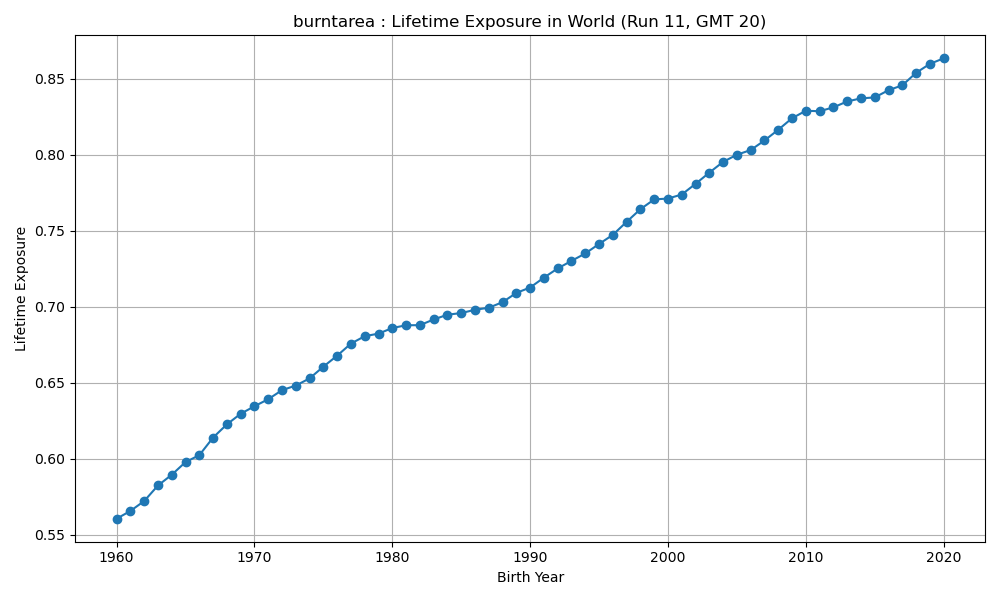 burntarea : Lifetime Exposure in World (Run 11, GMT 20)
Lifetime Exposure
0.85
0.80
0.75
0.70
0.65
0.60
0.55
1960 1970 1980 1990 2000 2010 2020
Birth Year